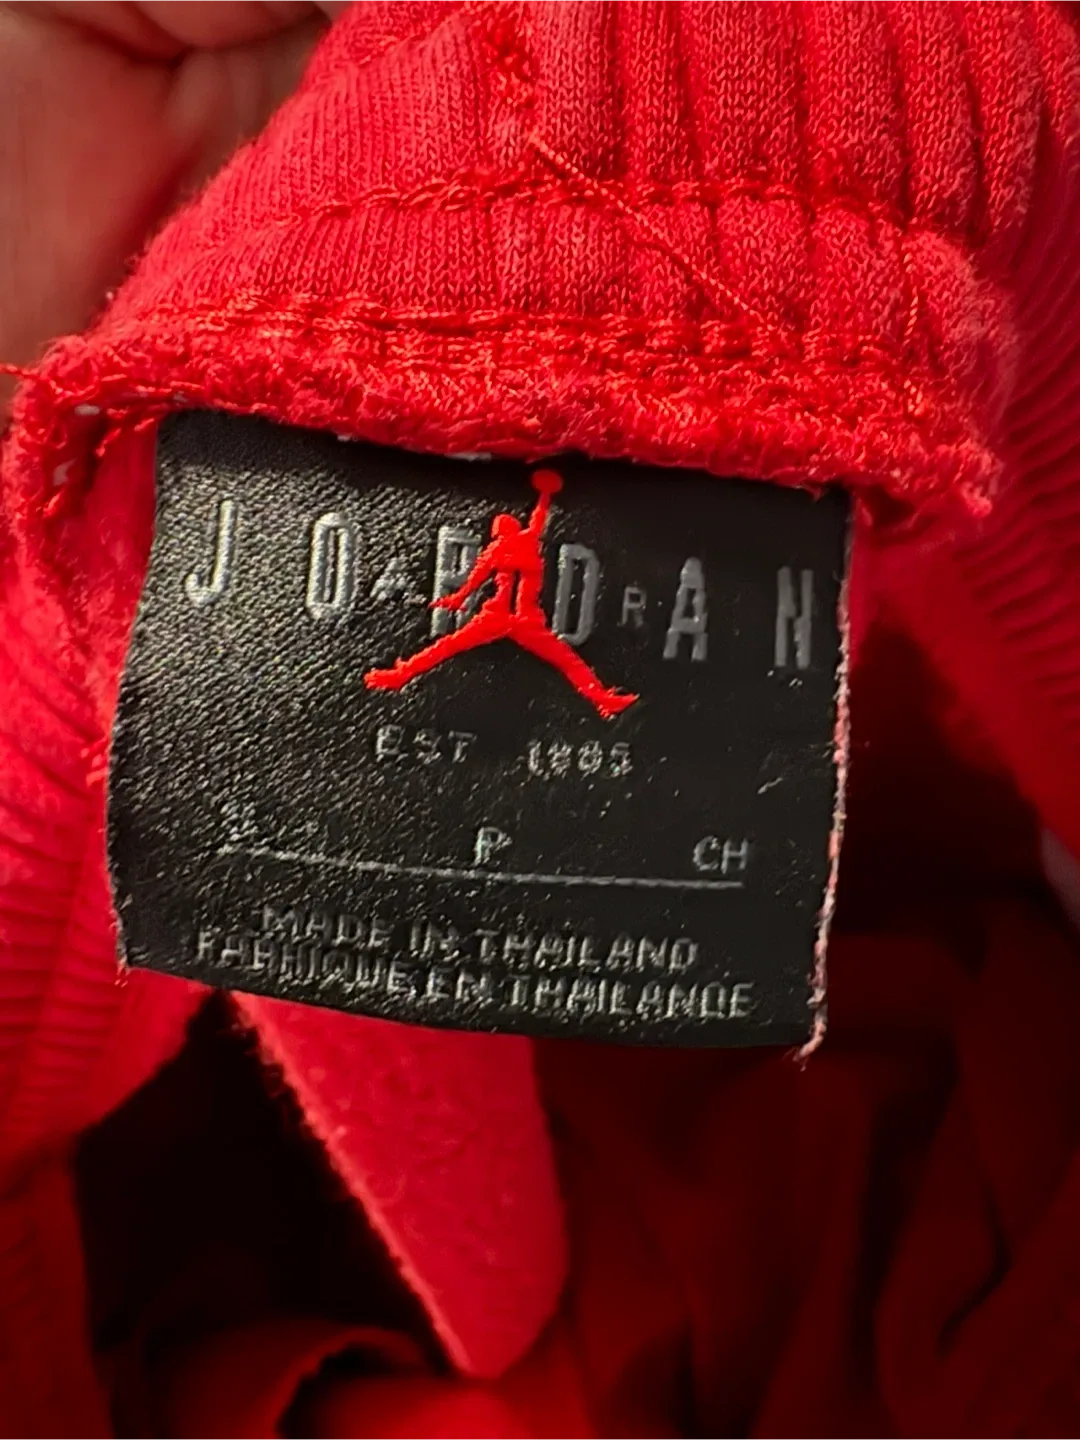 JORDAN
A R
EST 1985
P CH
MADE IN THAILAND
FABRIQUE EN THAILANDE